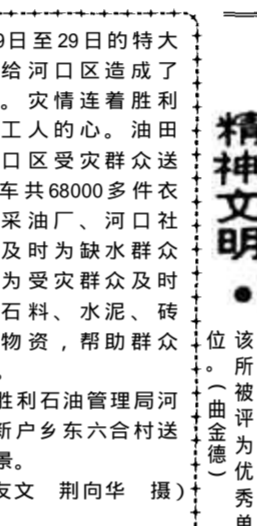 9日至29日的特大
给河口区造成了
。灾情连着胜利
工人的心。油田
口区受灾群众送
车共68000多件衣
采油厂、河口社
及时为缺水群众
为受灾群众及时
石料、水泥、砖
物资，帮助群众
。
胜利石油管理局河
新户乡东六合村送
景。
友文 荆向华 摄)
精神文明·
该所被评为优秀单
位。(曲金德)